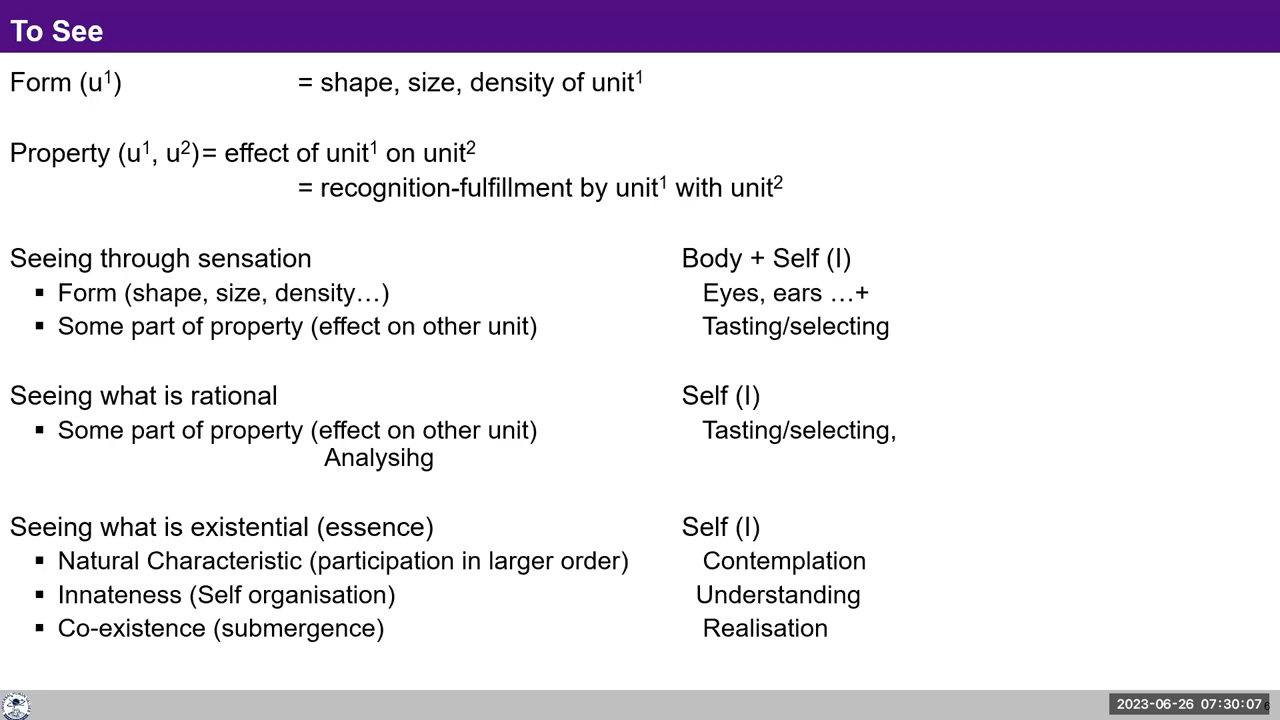 To See
Form (u¹) = shape, size, density of unit¹
Property (u¹, u²)= effect of unit¹ on unit²
= recognition-fulfillment by unit¹ with unit²
Seeing through sensation Body + Self (I)
▪ Form (shape, size, density…) Eyes, ears …+
▪ Some part of property (effect on other unit) Tasting/selecting
Seeing what is rational Self (I)
▪ Some part of property (effect on other unit) Tasting/selecting,
Analysihg
Seeing what is existential (essence) Self (I)
▪ Natural Characteristic (participation in larger order) Contemplation
▪ Innateness (Self organisation) Understanding
▪ Co-existence (submergence) Realisation
2023-06-26 07:30:07 6